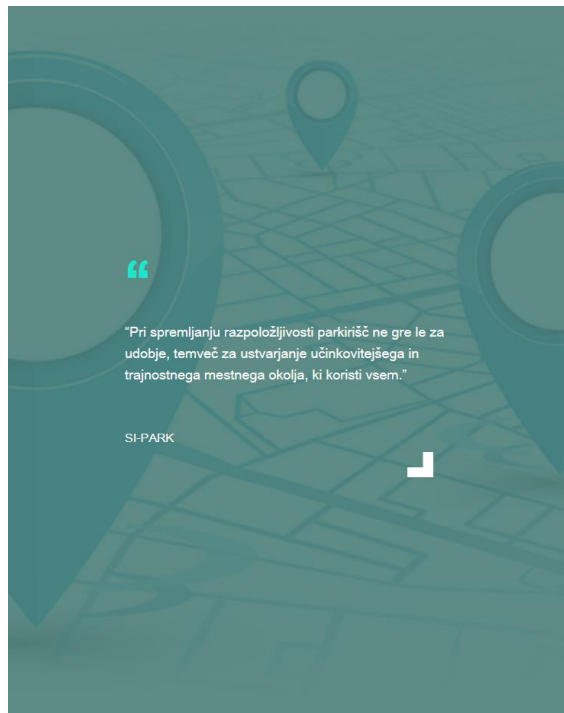 “
“Pri spremljanju razpoložljivosti parkirišč ne gre le za
udobje, temveč za ustvarjanje učinkovitejšega in
trajnostnega mestnega okolja, ki koristi vsem.”
SI-PARK